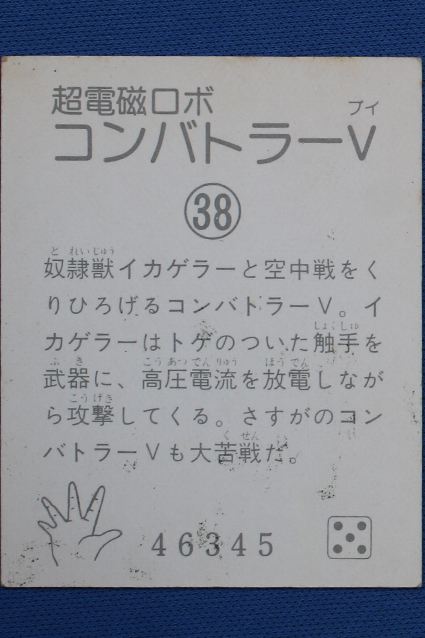 超電磁ロボ
ブイ
コンバトラーV
38
どれいじゅう
奴隷獣イカゲラーと空中戦をく
りひろげるコンバトラーV。イ
しょくしゅ
カゲラーはトゲのついた触手を
ぶき こうあつでんりゅう ほうでん
武器に、高圧電流を放電しなが
こうげき
ら攻撃してくる。さすがのコン
くせん
バトラーVも大苦戦だ。
46345